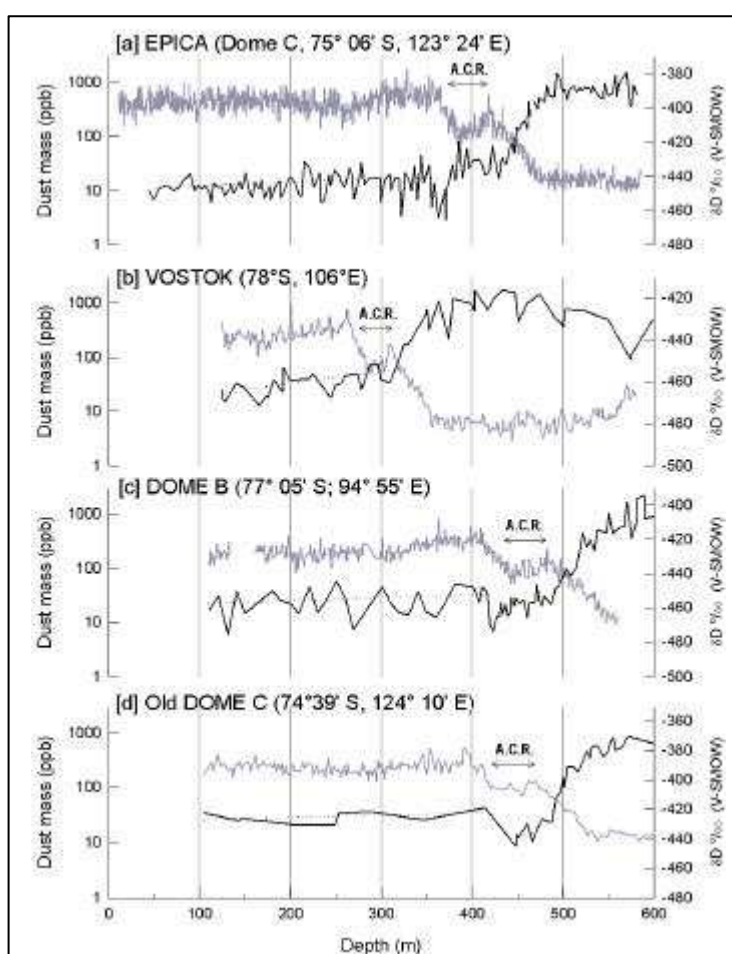 [a] EPICA (Dome C, 75° 06' S, 123° 24' E)
A.C.R.
Dust mass (ppb)
1000
100
10
1
-380
-400
-420
-440
-460
-480
δD ‰ (V-SMOW)
[b] VOSTOK (78°S, 106°E)
A.C.R.
Dust mass (ppb)
1000
100
10
1
-420
-440
-460
-480
-500
δD ‰ (V-SMOW)
[c] DOME B (77° 05' S; 94° 55' E)
A.C.R.
Dust mass (ppb)
1000
100
10
1
-400
-420
-440
-460
-480
-500
δD ‰ (V-SMOW)
[d] Old DOME C (74°39' S, 124° 10' E)
A.C.R.
Dust mass (ppb)
1000
100
10
1
-360
-380
-400
-420
-440
-460
-480
δD ‰ (V-SMOW)
0 100 200 300 400 500 600
Depth (m)